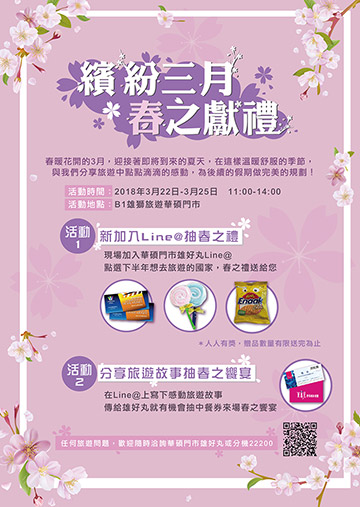 繽紛三月
春之獻禮
春暖花開的3月，迎接著即將到來的夏天，在這樣溫暖舒服的季節，
與我們分享旅遊中點點滴滴的感動，為後續的假期做完美的規劃！
活動時間：2018年3月22日-3月25日 11:00-14:00
活動地點：B1雄獅旅遊華碩門市
活動1
新加入Line@抽春之禮
現場加入華碩門市雄好丸Line@
點選下半年想去旅遊的國家，春之禮送給您
Enaak
＊人人有獎，贈品數量有限送完為止
活動2
分享旅遊故事抽春之饗宴
在Line@上寫下感動旅遊故事
傳給雄好丸就有機會抽中餐券來場春之饗宴
任何旅遊問題，歡迎隨時洽詢華碩門市雄好丸或分機22200